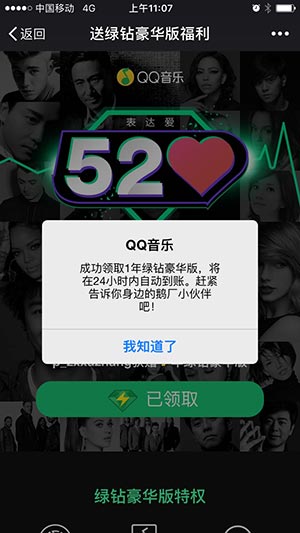 中国移动 4G 上午11:07
返回 送绿钻豪华版福利
QQ音乐
表达爱
520
QQ音乐
成功领取1年绿钻豪华版，将
在24小时内自动到账。赶紧
告诉你身边的鹅厂小伙伴
吧！
我知道了
已领取
绿钻豪华版特权